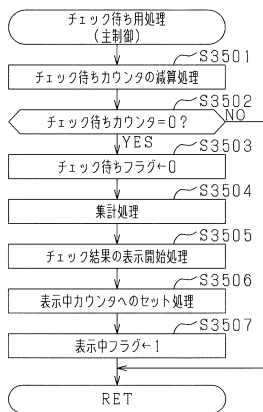 チェック待ち用処理
(主制御)
S3501
チェック待ちカウンタの減算処理
S3502
チェック待ちカウンタ=0?
NO
YES
S3503
チェック待ちフラグ←0
S3504
集計処理
S3505
チェック結果の表示開始処理
S3506
表示中カウンタへのセット処理
S3507
表示中フラグ←1
RET